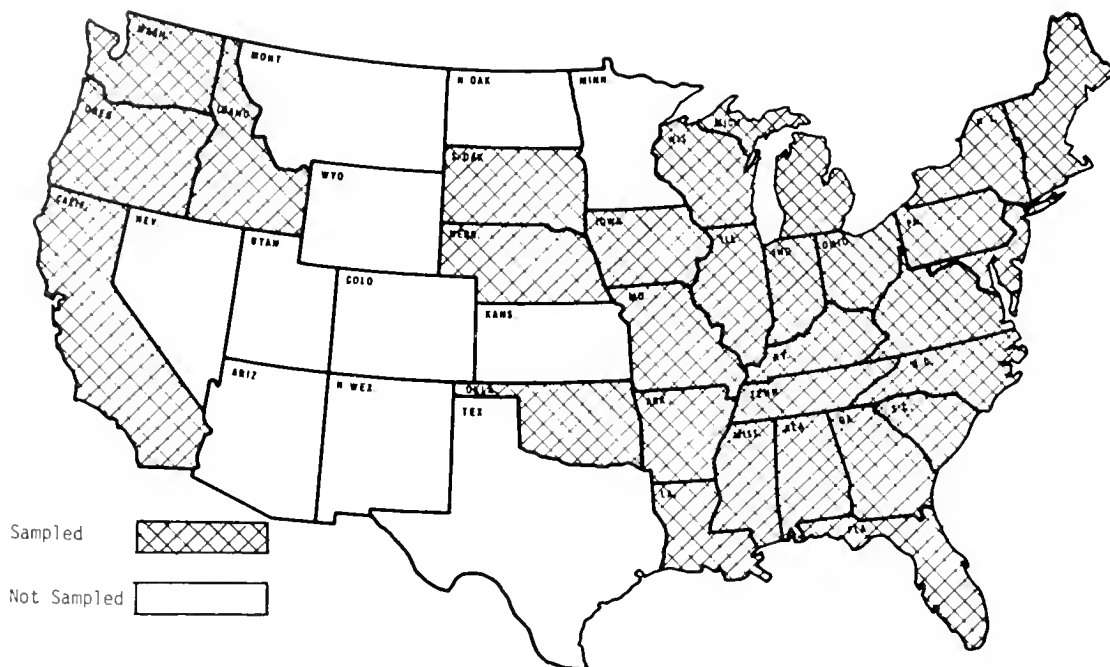 WASH.
MONT
N DAK
MINN
OREG
IDAHO
MICH
N.Y.
WIS
S.DAK
WYO
CALIF.
NEV
IOWA
PA.
NEBR.
UTAH
ILL
IND
OHIO
COLO
MO
KANS
KY.
N.C.
ARIZ
N MEX
OKLA
TEX
ARK
TENN
S.C.
MISS
ALA
GA.
LA.
FLA
Sampled
Not Sampled